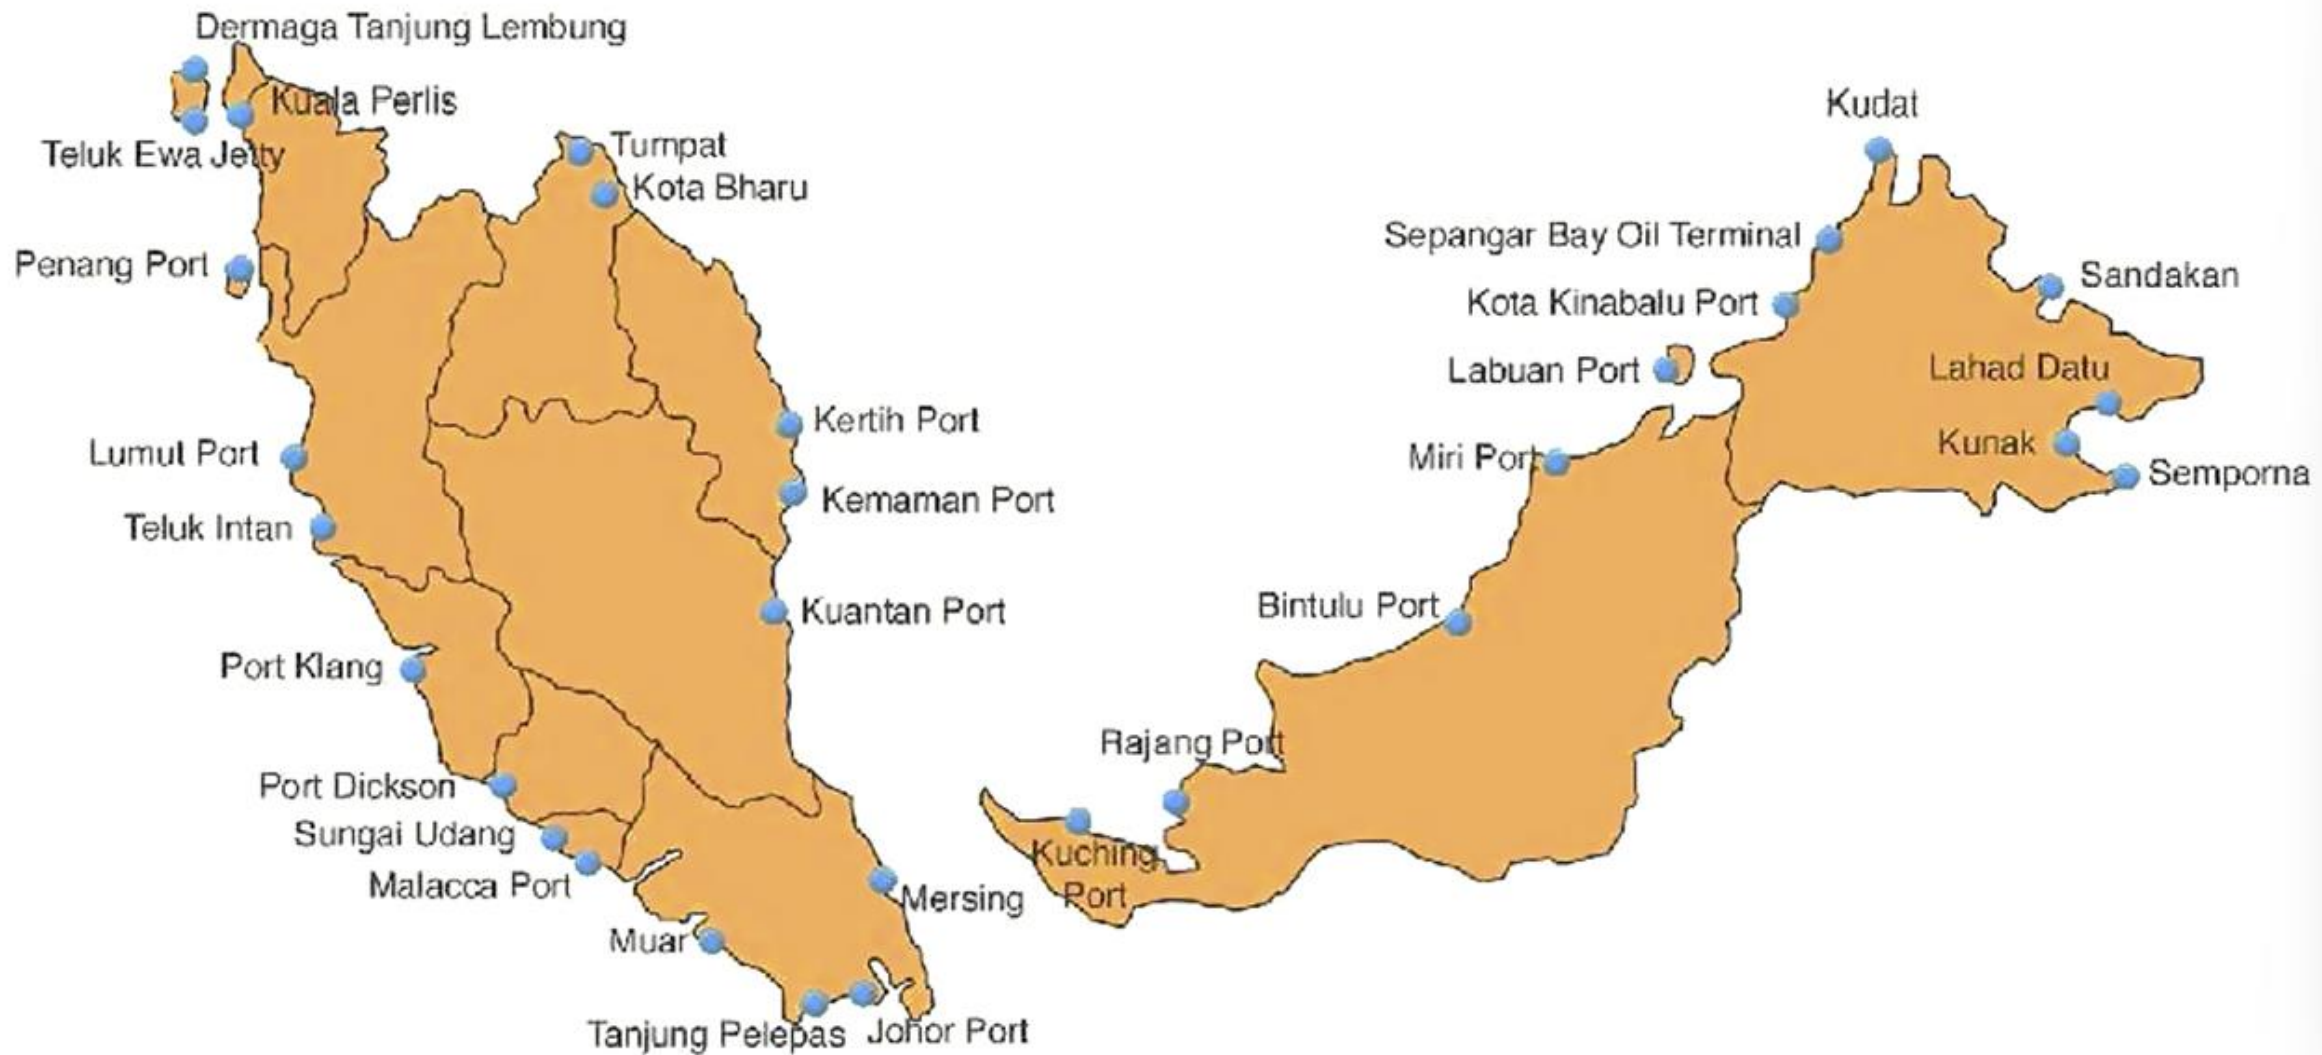 Dermaga Tanjung Lembung
Kuala Perlis
Teluk Ewa Jetty
Tumpat
Kota Bharu
Penang Port
Kertih Port
Lumut Port
Kemaman Port
Teluk Intan
Kuantan Port
Port Klang
Port Dickson
Sungai Udang
Malacca Port
Mersing
Muar
Tanjung Pelepas
Johor Port
Kudat
Sepangar Bay Oil Terminal
Sandakan
Kota Kinabalu Port
Labuan Port
Lahad Datu
Kunak
Miri Port
Semporna
Bintulu Port
Rajang Port
Kuching
Port